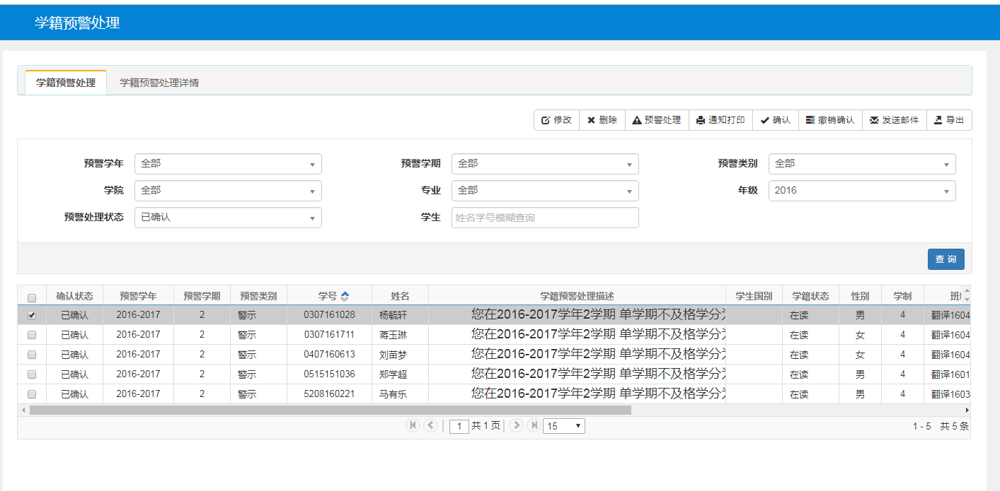 学籍预警处理
学籍预警处理 学籍预警处理详情
修改 删除 预警处理 通知打印 确认 撤销确认 发送邮件 导出
预警学年 全部 预警学期 全部 预警类别 全部
学院 全部 专业 全部 年级 2016
预警处理状态 已确认 学生 姓名学号模糊查询
查 询
确认状态 预警学年 预警学期 预警类别 学号 姓名 学籍预警处理描述 学生国别 学籍状态 性别 学制 班
已确认 2016-2017 2 警示 0307161028 杨毓轩 您在2016-2017学年2学期 单学期不及格学分 在读 男 4 翻译1604
已确认 2016-2017 2 警示 0307161711 蒋玉琳 您在2016-2017学年2学期 单学期不及格学分 在读 女 4 翻译1604
已确认 2016-2017 2 警示 0407160613 刘苗梦 您在2016-2017学年2学期 单学期不及格学分 在读 女 4 翻译1604
已确认 2016-2017 2 警示 0515151036 郑学超 您在2016-2017学年2学期 单学期不及格学分 在读 男 4 翻译1601
已确认 2016-2017 2 警示 5208160221 马有乐 您在2016-2017学年2学期 单学期不及格学分 在读 男 4 翻译1603
1 共 1 页 15 1 - 5 共 5 条